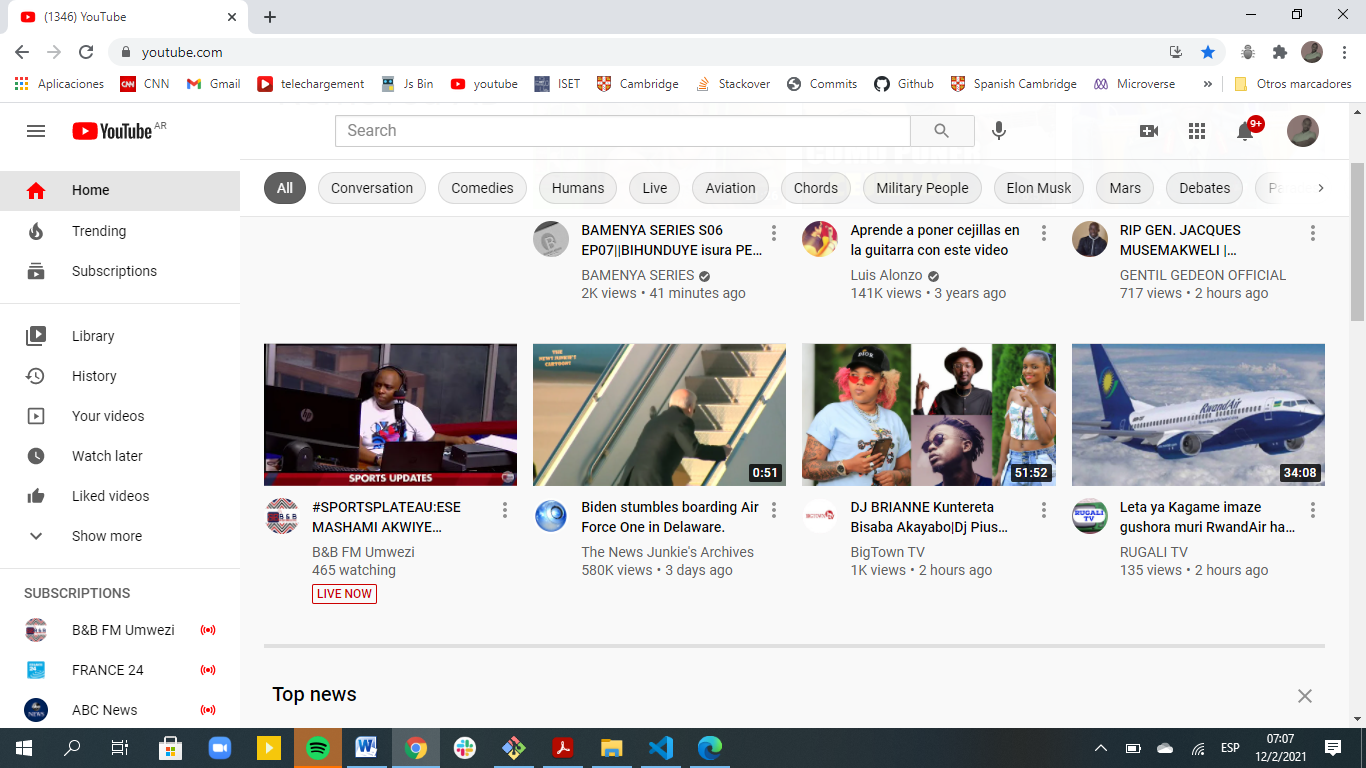 (1346) YouTube
youtube.com
Aplicaciones CNN Gmail telechargement Js Bin youtube ISET Cambridge Stackover Commits Github Spanish Cambridge Microverse » Otros marcadores
YouTube AR
Search
9+
Home
Trending
Subscriptions
Library
History
Your videos
Watch later
Liked videos
Show more
SUBSCRIPTIONS
B&B FM Umwezi
FRANCE 24
ABC News
All Conversation Comedies Humans Live Aviation Chords Military People Elon Musk Mars Debates
BAMENYA SERIES S06
EP07||BIHUNDUYE isura PE...
BAMENYA SERIES
2K views • 41 minutes ago
Aprende a poner cejillas en
la guitarra con este video
Luis Alonzo
141K views • 3 years ago
RIP GEN. JACQUES
MUSEMAKWELI |...
GENTIL GEDEON OFFICIAL
717 views • 2 hours ago
SPORTS UPDATES
#SPORTSPLATEAU:ESE
MASHAMI AKWIYE...
B&B FM Umwezi
465 watching
LIVE NOW
THE
NEWS JUNKIE'S
0:51
Biden stumbles boarding Air
Force One in Delaware.
The News Junkie's Archives
580K views • 3 days ago
51:52
DJ BRIANNE Kuntereta
Bisaba Akayabo|Dj Pius...
BigTown TV
1K views • 2 hours ago
RwandAir
34:08
Leta ya Kagame imaze
gushora muri RwandAir ha...
RUGALI TV
135 views • 2 hours ago
Top news
ESP
07:07
12/2/2021